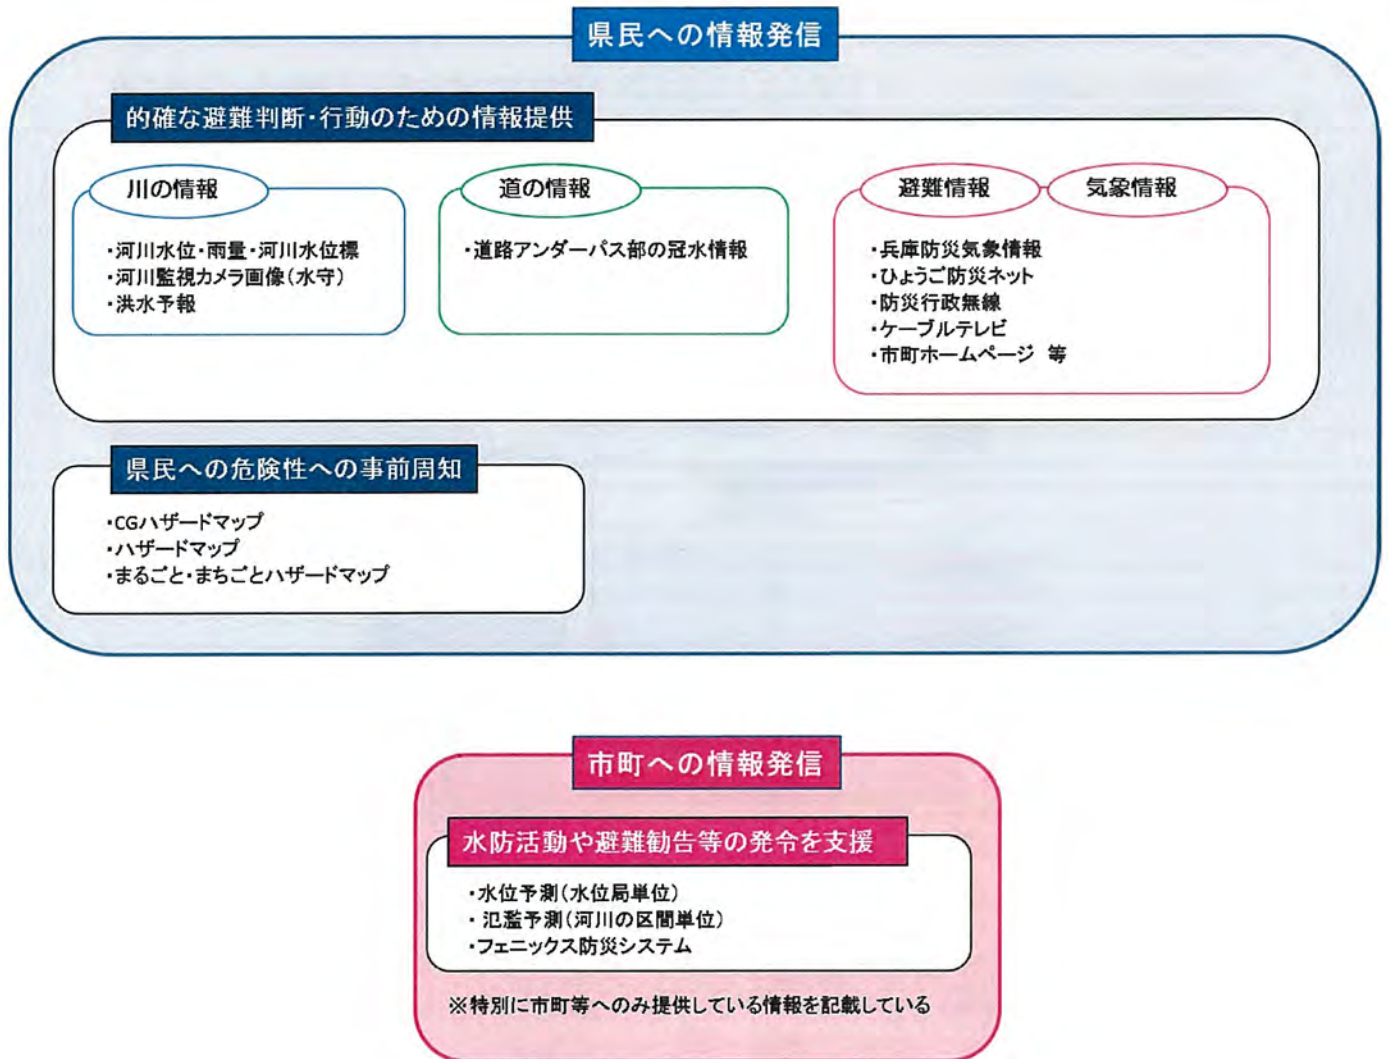 県民への情報発信
的確な避難判断・行動のための情報提供
川の情報
・河川水位・雨量・河川水位標
・河川監視カメラ画像(水守)
・洪水予報
道の情報
・道路アンダーパス部の冠水情報
避難情報
気象情報
・兵庫防災気象情報
・ひょうご防災ネット
・防災行政無線
・ケーブルテレビ
・市町ホームページ 等
県民への危険性への事前周知
・CGハザードマップ
・ハザードマップ
・まるごと・まちごとハザードマップ
市町への情報発信
水防活動や避難勧告等の発令を支援
・水位予測(水位局単位)
・氾濫予測(河川の区間単位)
・フェニックス防災システム
※特別に市町等へのみ提供している情報を記載している